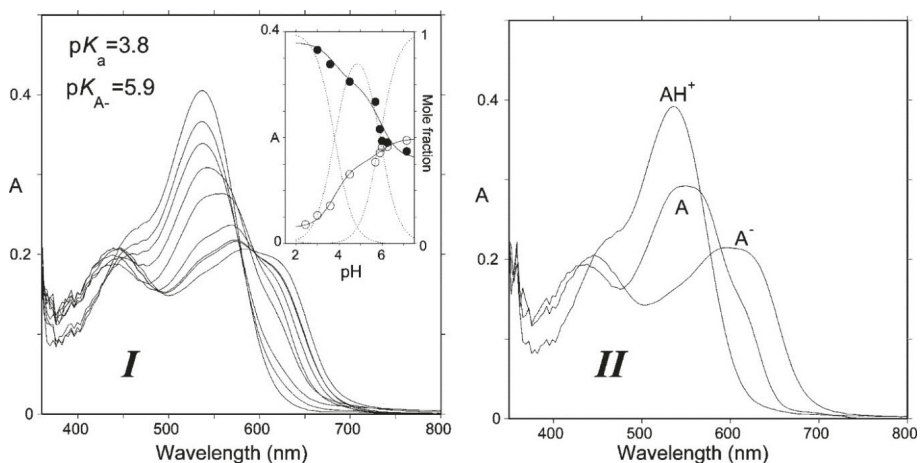 pKa=3.8
pKA-=5.9
0.4
A
0.2
0
400
500
600
700
800
Wavelength (nm)
I
0.4
A
0
2
4
6
pH
1
Mole fraction
0
0.4
A
0.2
0
400
500
600
700
800
Wavelength (nm)
II
AH+
A
A-